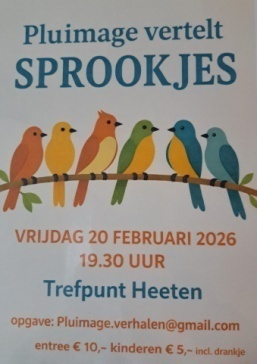 Pluimage vertelt
SPROOKJES
VRIJDAG 20 FEBRUARI 2026
19.30 UUR
Trefpunt Heeten
opgave: Pluimage.verhalen@gmail.com
entree € 10,- kinderen € 5,- incl. drankje